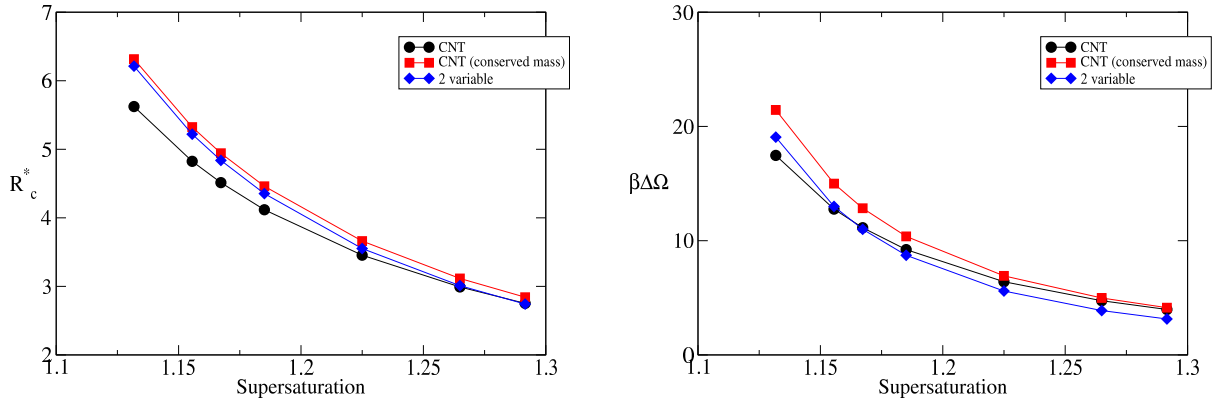 7
6
5
4
3
2
R*c
1.1
1.15
1.2
1.25
1.3
Supersaturation
CNT
CNT (conserved mass)
2 variable
30
20
10
0
βΔΩ
1.1
1.15
1.2
1.25
1.3
Supersaturation
CNT
CNT (conserved mass)
2 variable